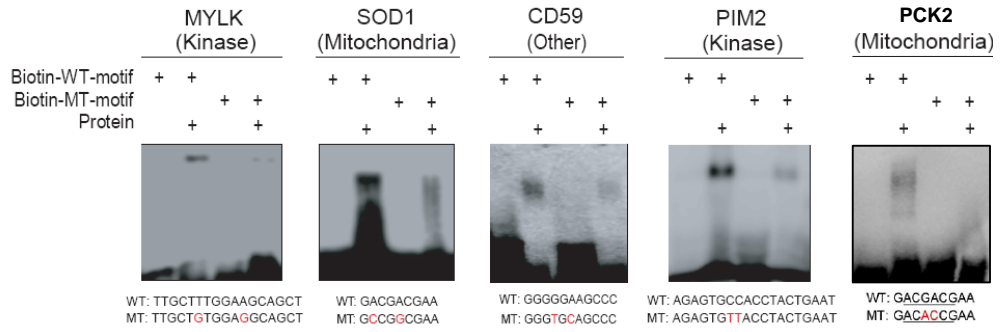 MYLK SOD1 CD59 PIM2 PCK2
(Kinase) (Mitochondria) (Other) (Kinase) (Mitochondria)
Biotin-WT-motif + + + + + + + + + +
Biotin-MT-motif + + + + + + + + + +
Protein + + + + + + + + + +
WT: TTGCTTTGGAAGCAGCT WT: GACGACGAA WT: GGGGGAAGCCC WT: AGAGTGCCACCTACTGAAT WT: GACGACGAA
MT: TTGCTGTGGAGGCAGCT MT: GCCGGCGAA MT: GGGTGCAGCCC MT: AGAGTGTTACCTACTGAAT MT: GACACCGAA